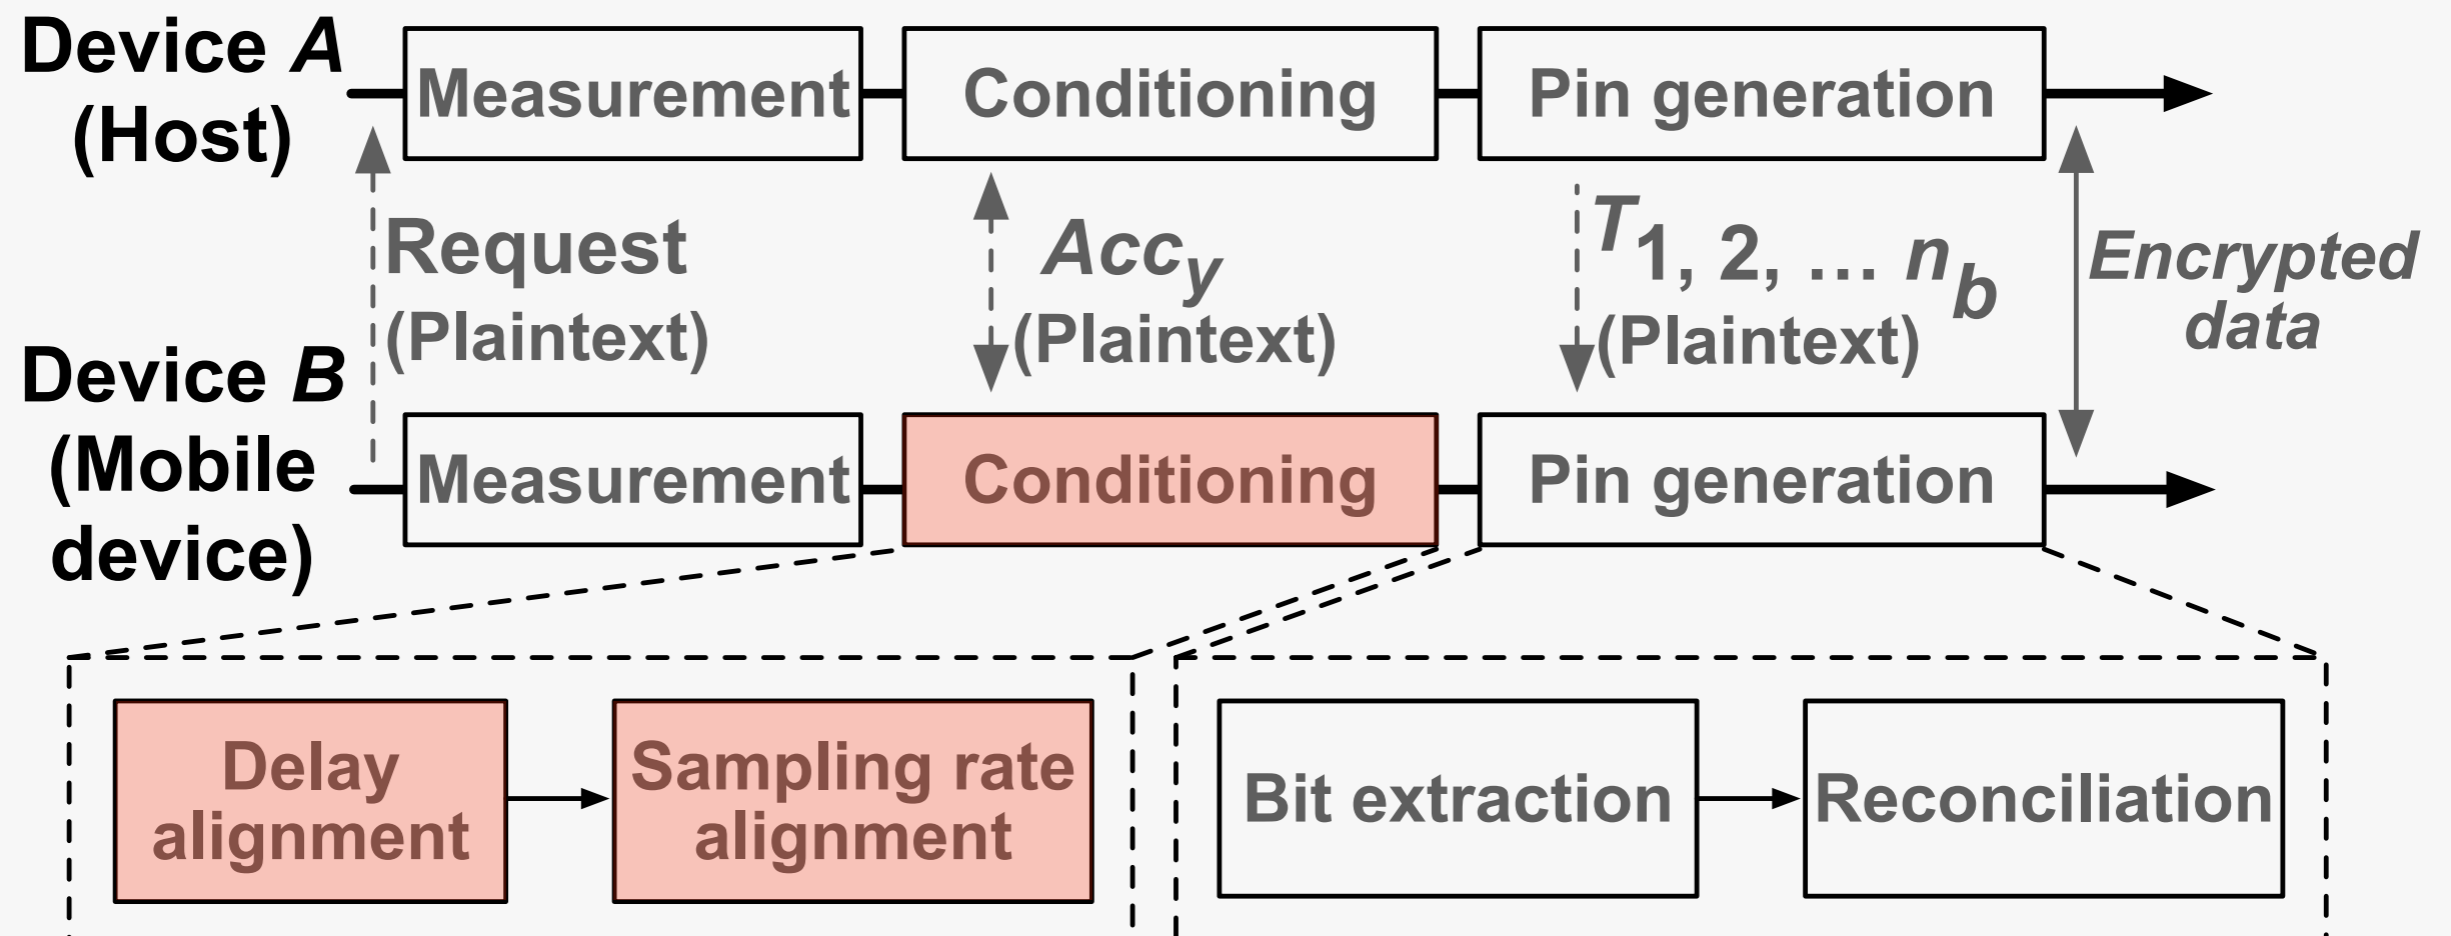 Device A
(Host)
Measurement
Conditioning
Pin generation
Request
(Plaintext)
Acc_y
(Plaintext)
T1, 2, … n_b
(Plaintext)
Encrypted
data
Device B
(Mobile
device)
Measurement
Conditioning
Pin generation
Delay
alignment
Sampling rate
alignment
Bit extraction
Reconciliation